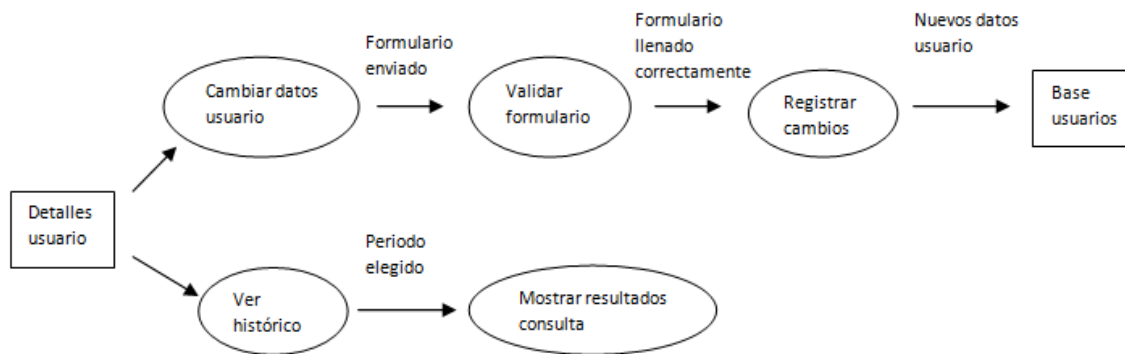 Formulario
enviado
Formulario
llenado
correctamente
Nuevos datos
usuario
Cambiar datos
usuario
Validar
formulario
Registrar
cambios
Base
usuarios
Detalles
usuario
Periodo
elegido
Ver
histórico
Mostrar resultados
consulta